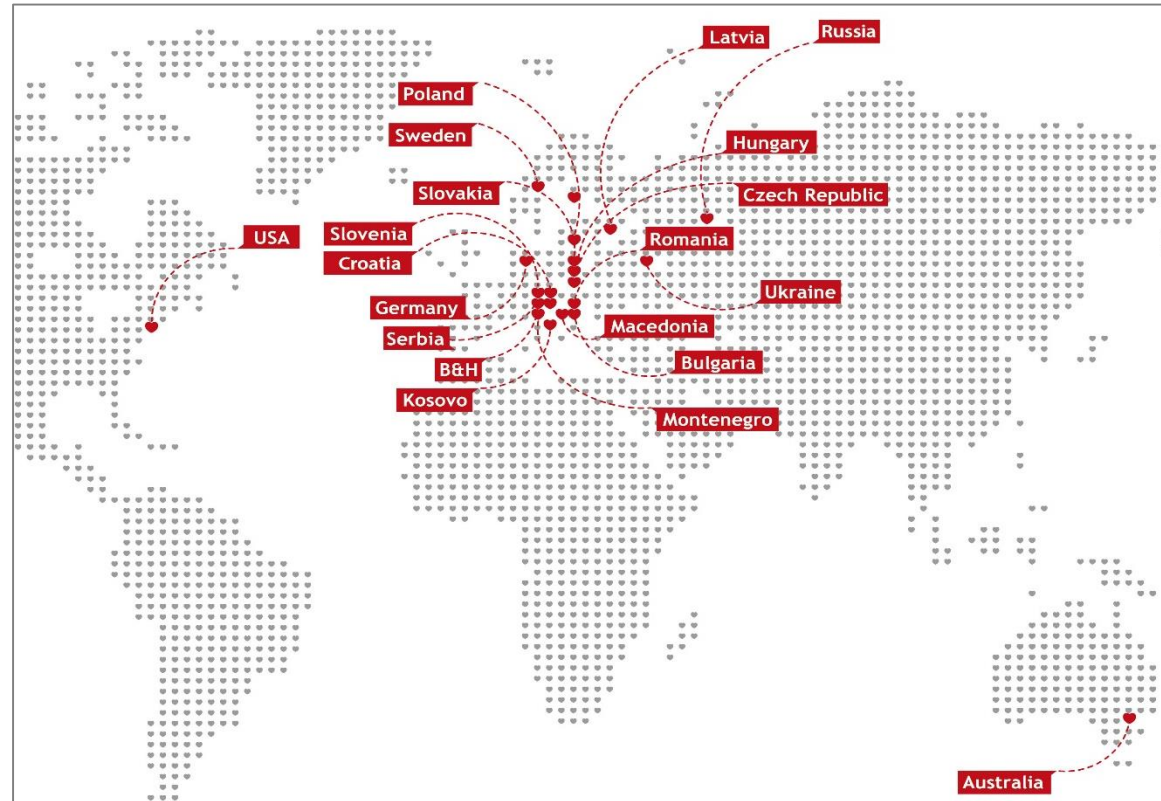 Latvia
Russia
Poland
Sweden
Hungary
Slovakia
Czech Republic
Slovenia
USA
Romania
Croatia
Germany
Ukraine
Serbia
Macedonia
B&H
Bulgaria
Kosovo
Montenegro
Australia